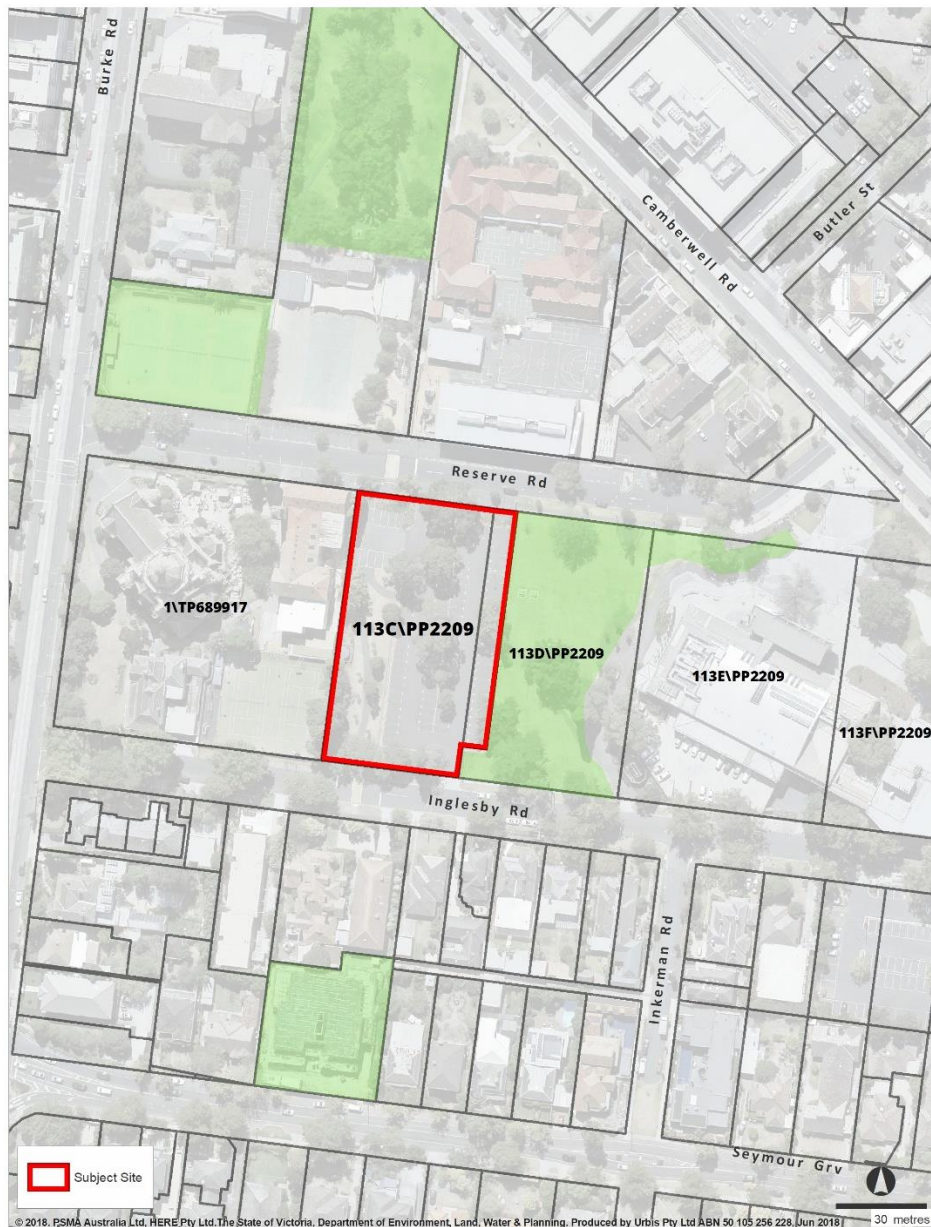 Burke Rd
Camberwell Rd
Butler St
Reserve Rd
1\TP689917
113C\PP2209
113D\PP2209
113E\PP2209
113F\PP2209
Inglesby Rd
Inkerman Rd
Seymour Grv
Subject Site
30 metres
© 2018. PSMA Australia Ltd, HERE Pty Ltd.The State of Victoria, Department of Environment, Land, Water & Planning. Produced by Urbis Pty Ltd ABN 50 105 256 228, Jun 2018